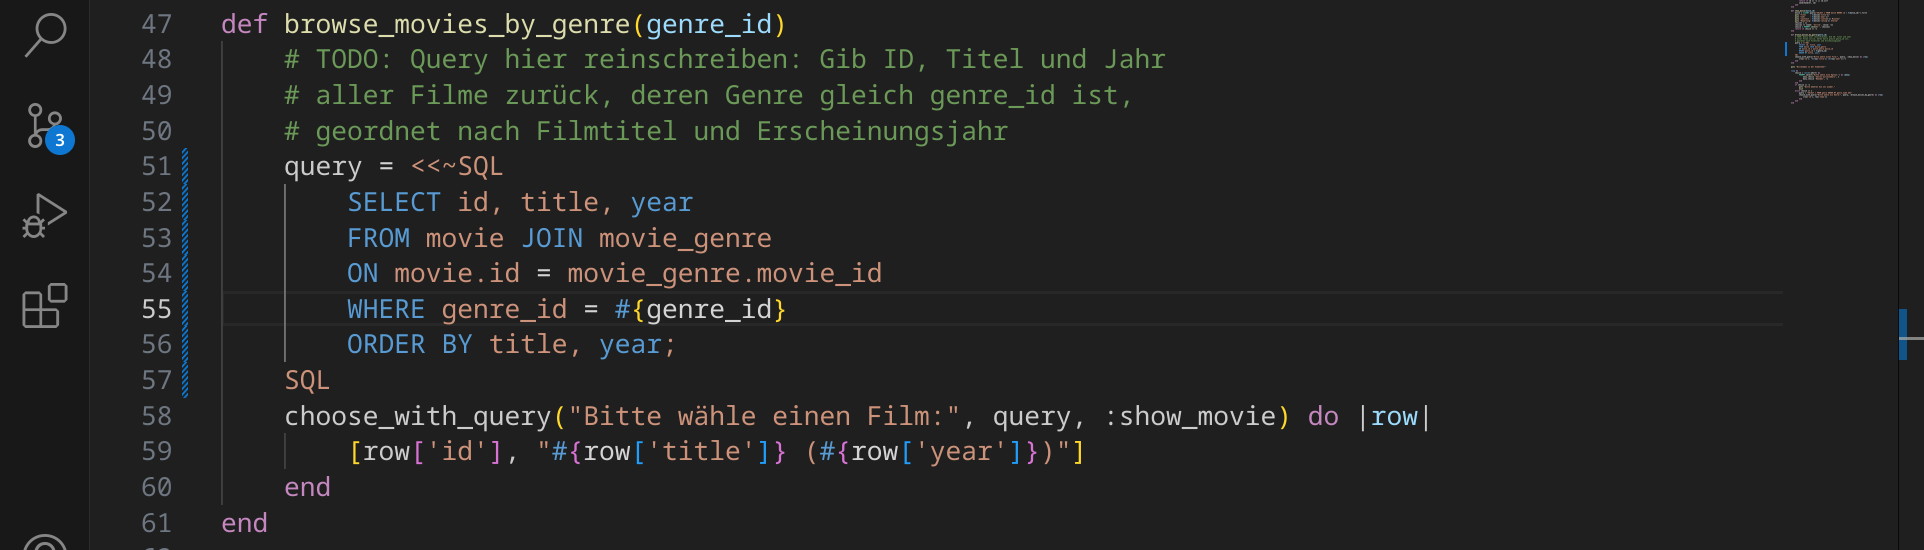 47 def browse_movies_by_genre(genre_id)
48     # TODO: Query hier reinschreiben: Gib ID, Titel und Jahr
49     # aller Filme zurück, deren Genre gleich genre_id ist,
50     # geordnet nach Filmtitel und Erscheinungsjahr
51     query = <<~SQL
52         SELECT id, title, year
53         FROM movie JOIN movie_genre
54         ON movie.id = movie_genre.movie_id
55         WHERE genre_id = #{genre_id}
56         ORDER BY title, year;
57     SQL
58     choose_with_query("Bitte wähle einen Film:", query, :show_movie) do |row|
59         [row['id'], "#{row['title']} (#{row['year']})"]
60     end
61 end
3